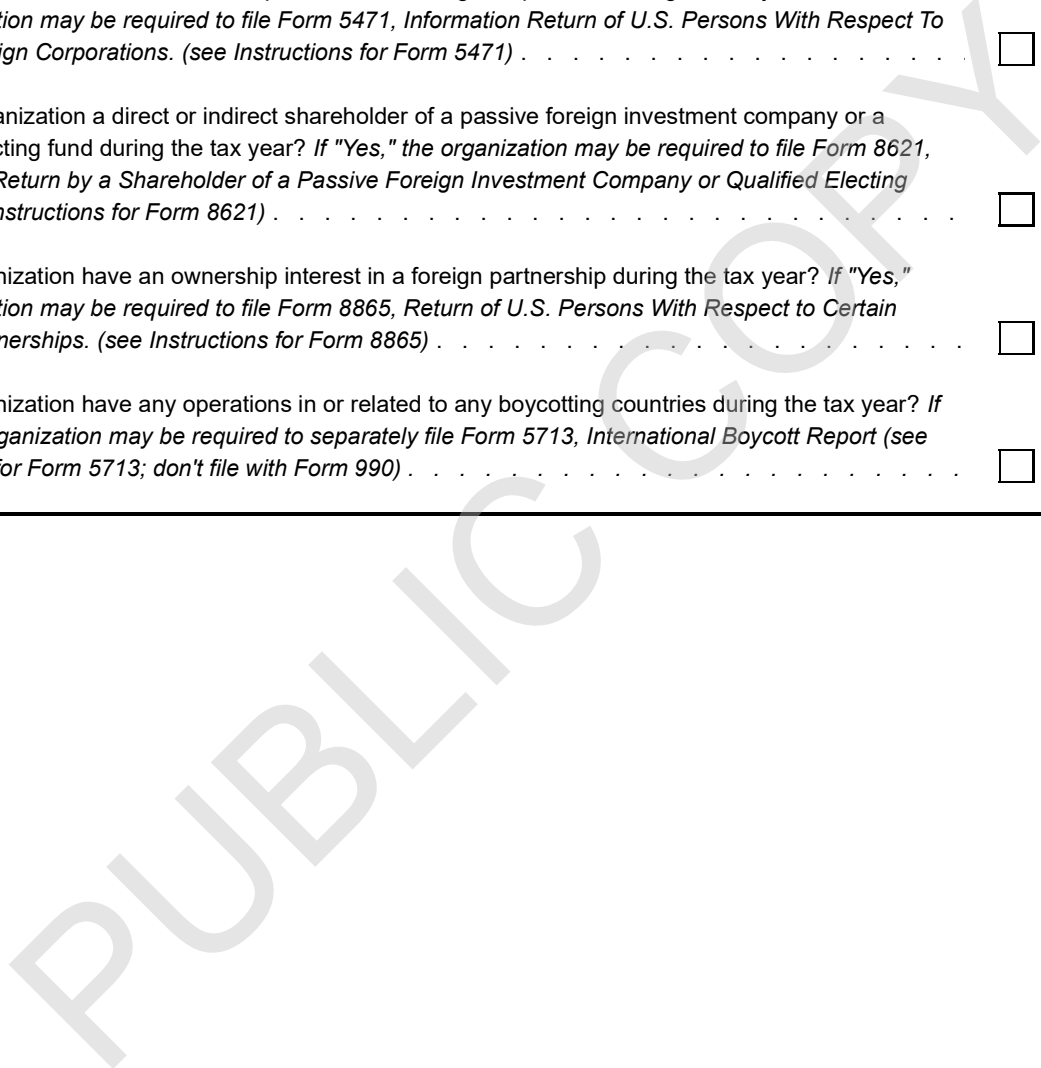 tion may be required to file Form 5471, Information Return of U.S. Persons With Respect To
ign Corporations. (see Instructions for Form 5471) . . . . . . . . . . . . . . . . . .
anization a direct or indirect shareholder of a passive foreign investment company or a
cting fund during the tax year? If "Yes," the organization may be required to file Form 8621,
Return by a Shareholder of a Passive Foreign Investment Company or Qualified Electing
nstructions for Form 8621) . . . . . . . . . . . . . . . . . . . . . . . . . . .
nization have an ownership interest in a foreign partnership during the tax year? If "Yes,"
tion may be required to file Form 8865, Return of U.S. Persons With Respect to Certain
nerships. (see Instructions for Form 8865) . . . . . . . . . . . . . . . . . . . . .
nization have any operations in or related to any boycotting countries during the tax year? If
ganization may be required to separately file Form 5713, International Boycott Report (see
for Form 5713; don't file with Form 990) . . . . . . . . . . . . . . . . . . . . . .
PUBLIC COPY